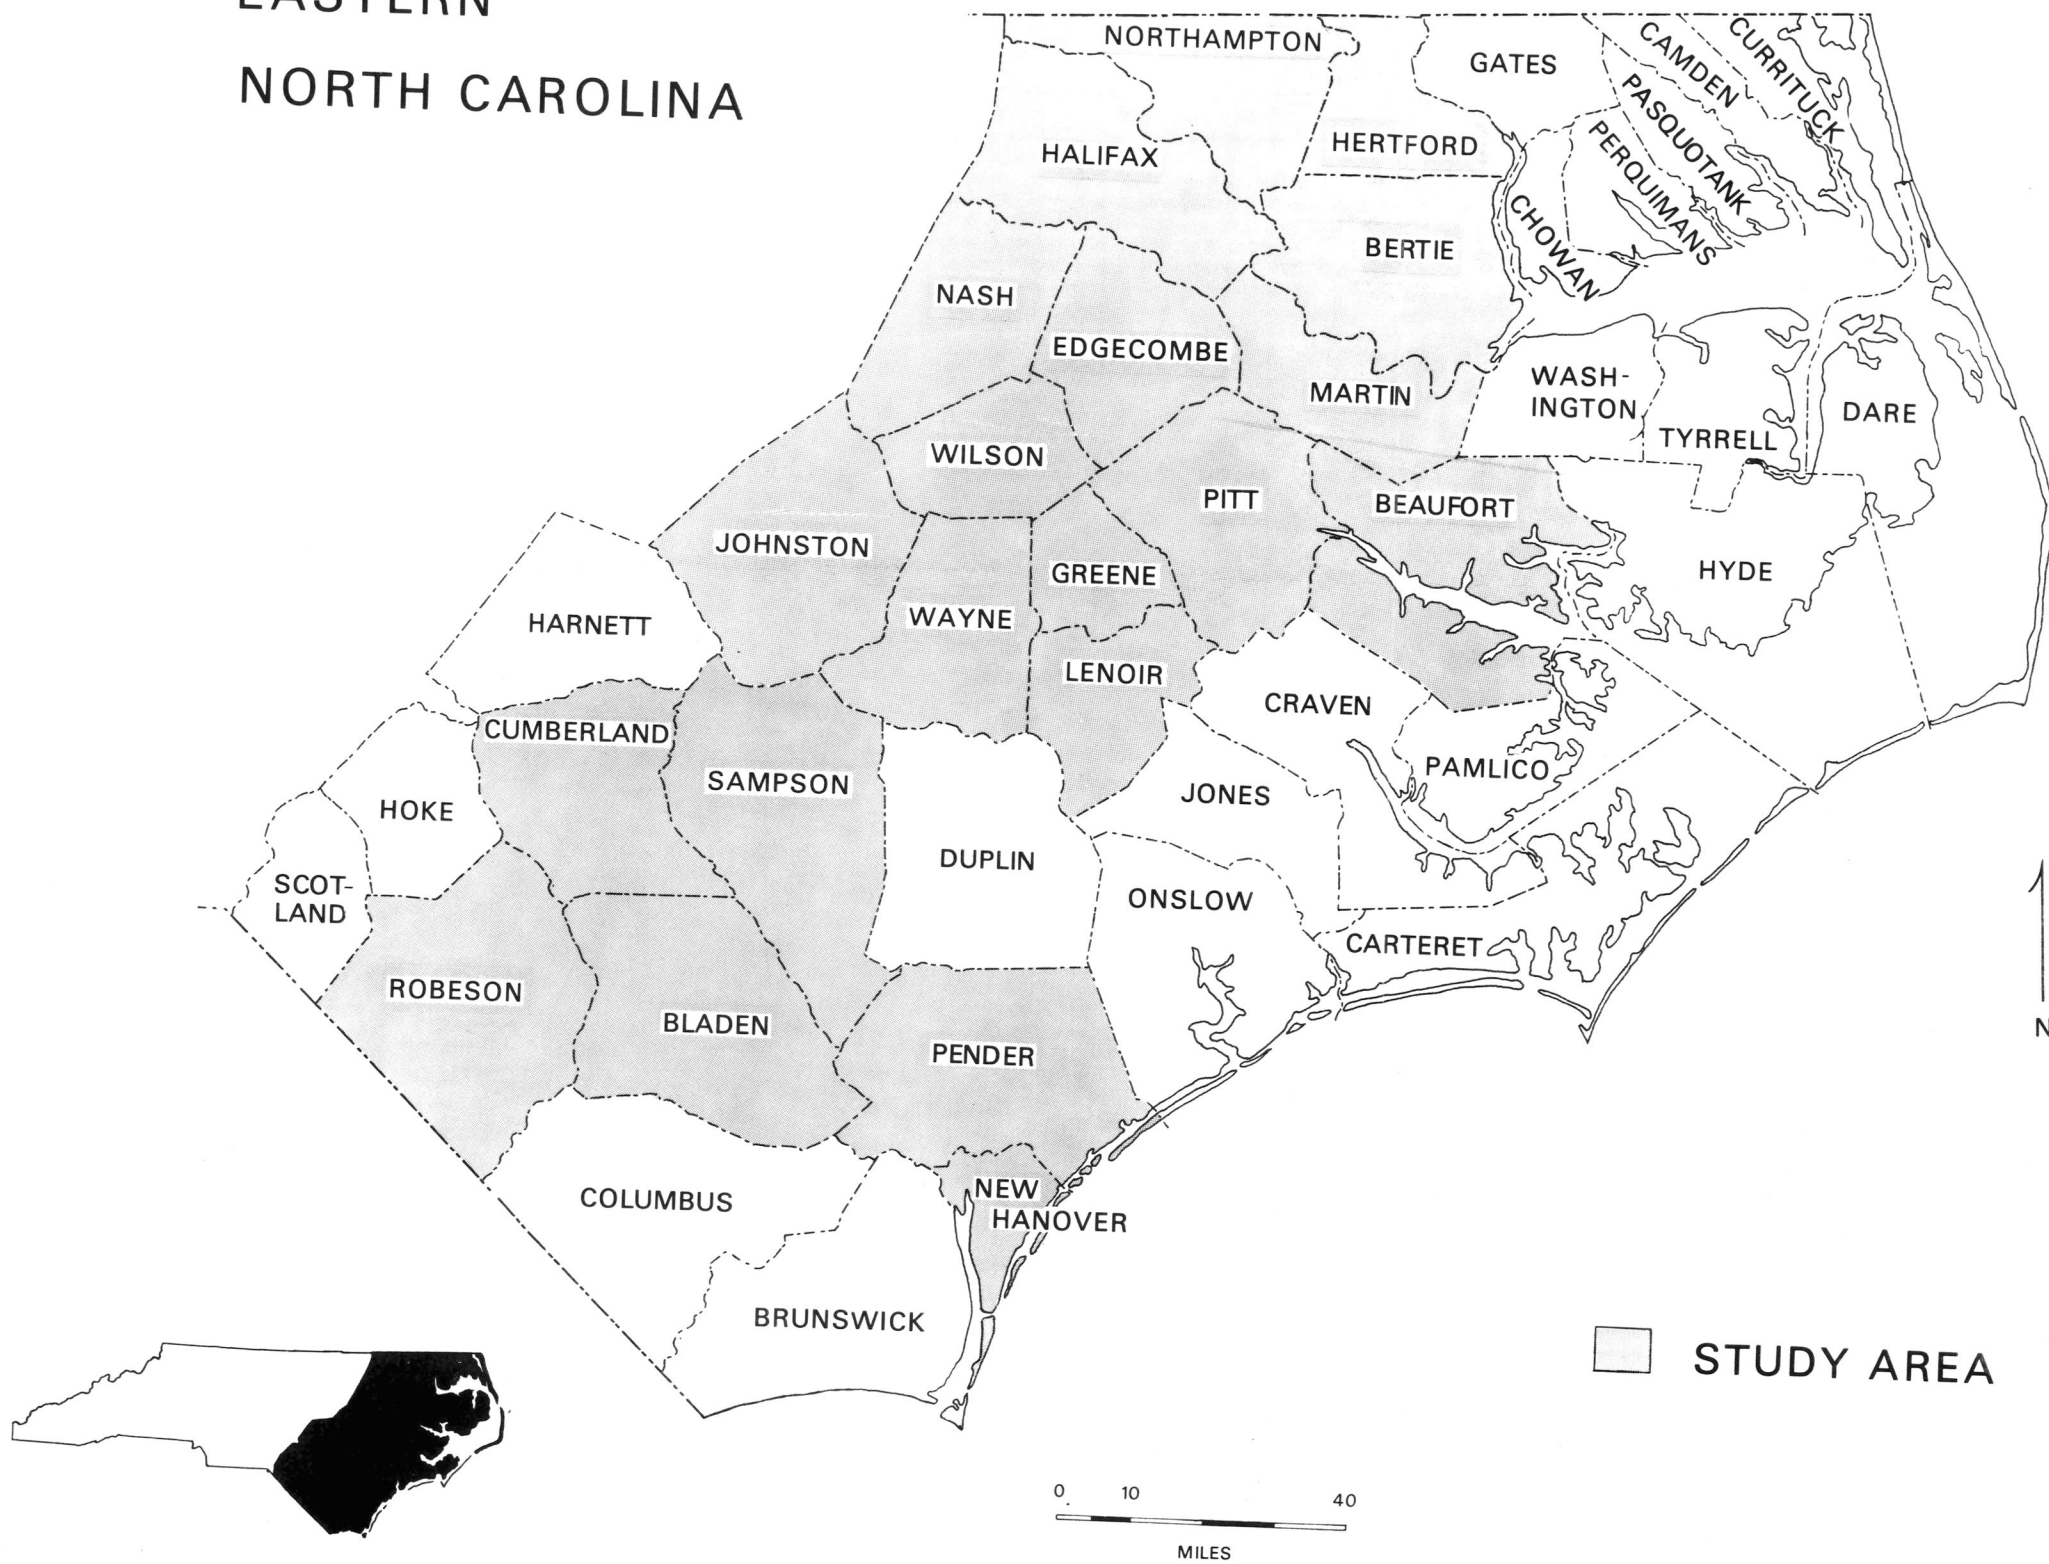 EASTERN
NORTH CAROLINA
NORTHAMPTON
GATES
CAMDEN
CURRITUCK
PASQUOTANK
PERQUIMANS
HALIFAX
HERTFORD
CHOWAN
BERTIE
NASH
EDGECOMBE
MARTIN
WASH-
INGTON
TYRRELL
DARE
WILSON
PITT
BEAUFORT
JOHNSTON
GREENE
HYDE
HARNETT
WAYNE
LENOIR
CRAVEN
CUMBERLAND
SAMPSON
PAMLICO
HOKE
JONES
DUPLIN
SCOT-
LAND
ONSLOW
CARTERET
ROBESON
BLADEN
PENDER
N
NEW
HANOVER
COLUMBUS
BRUNSWICK
STUDY AREA
0 10 40
MILES